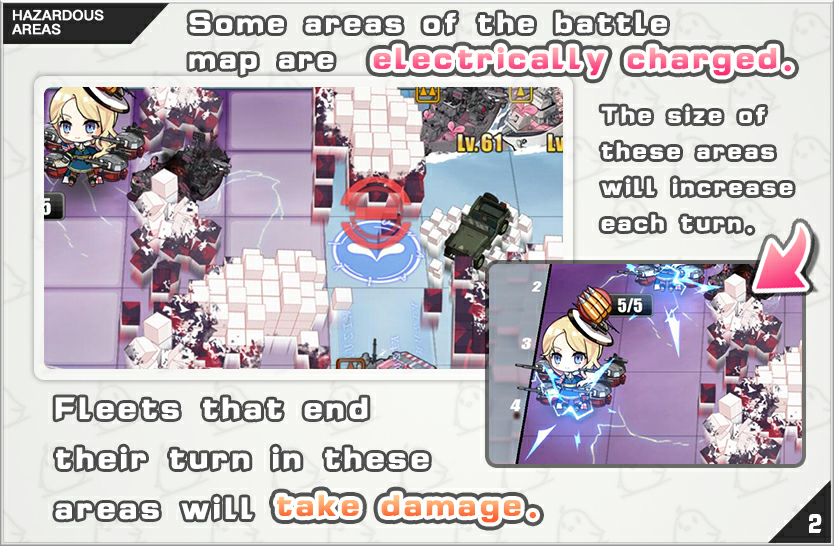 HAZARDOUS
AREAS
Some areas of the battle
map are electrically charged.
The size of
these areas
will increase
each turn.
Lv.61
Lv
5
2
5/5
3
4
Fleets that end
their turn in these
areas will take damage.
2